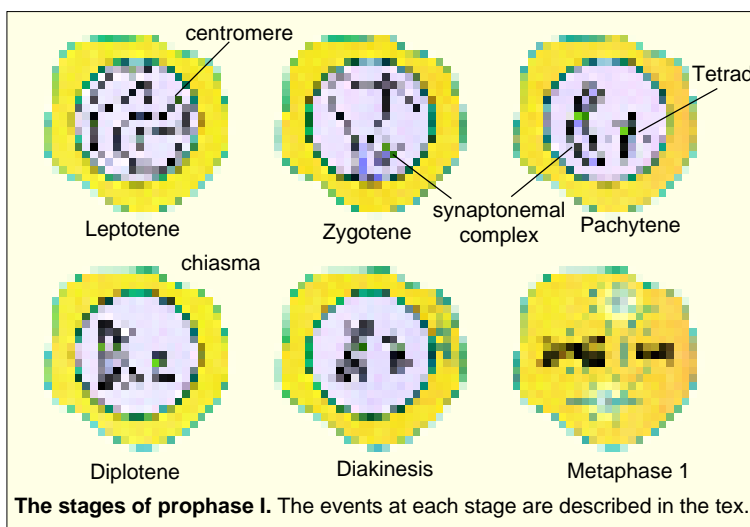 centromere
Tetrad
Leptotene
Zygotene
synaptonemal
complex
Pachytene
chiasma
Diplotene
Diakinesis
Metaphase 1
The stages of prophase I. The events at each stage are described in the tex.